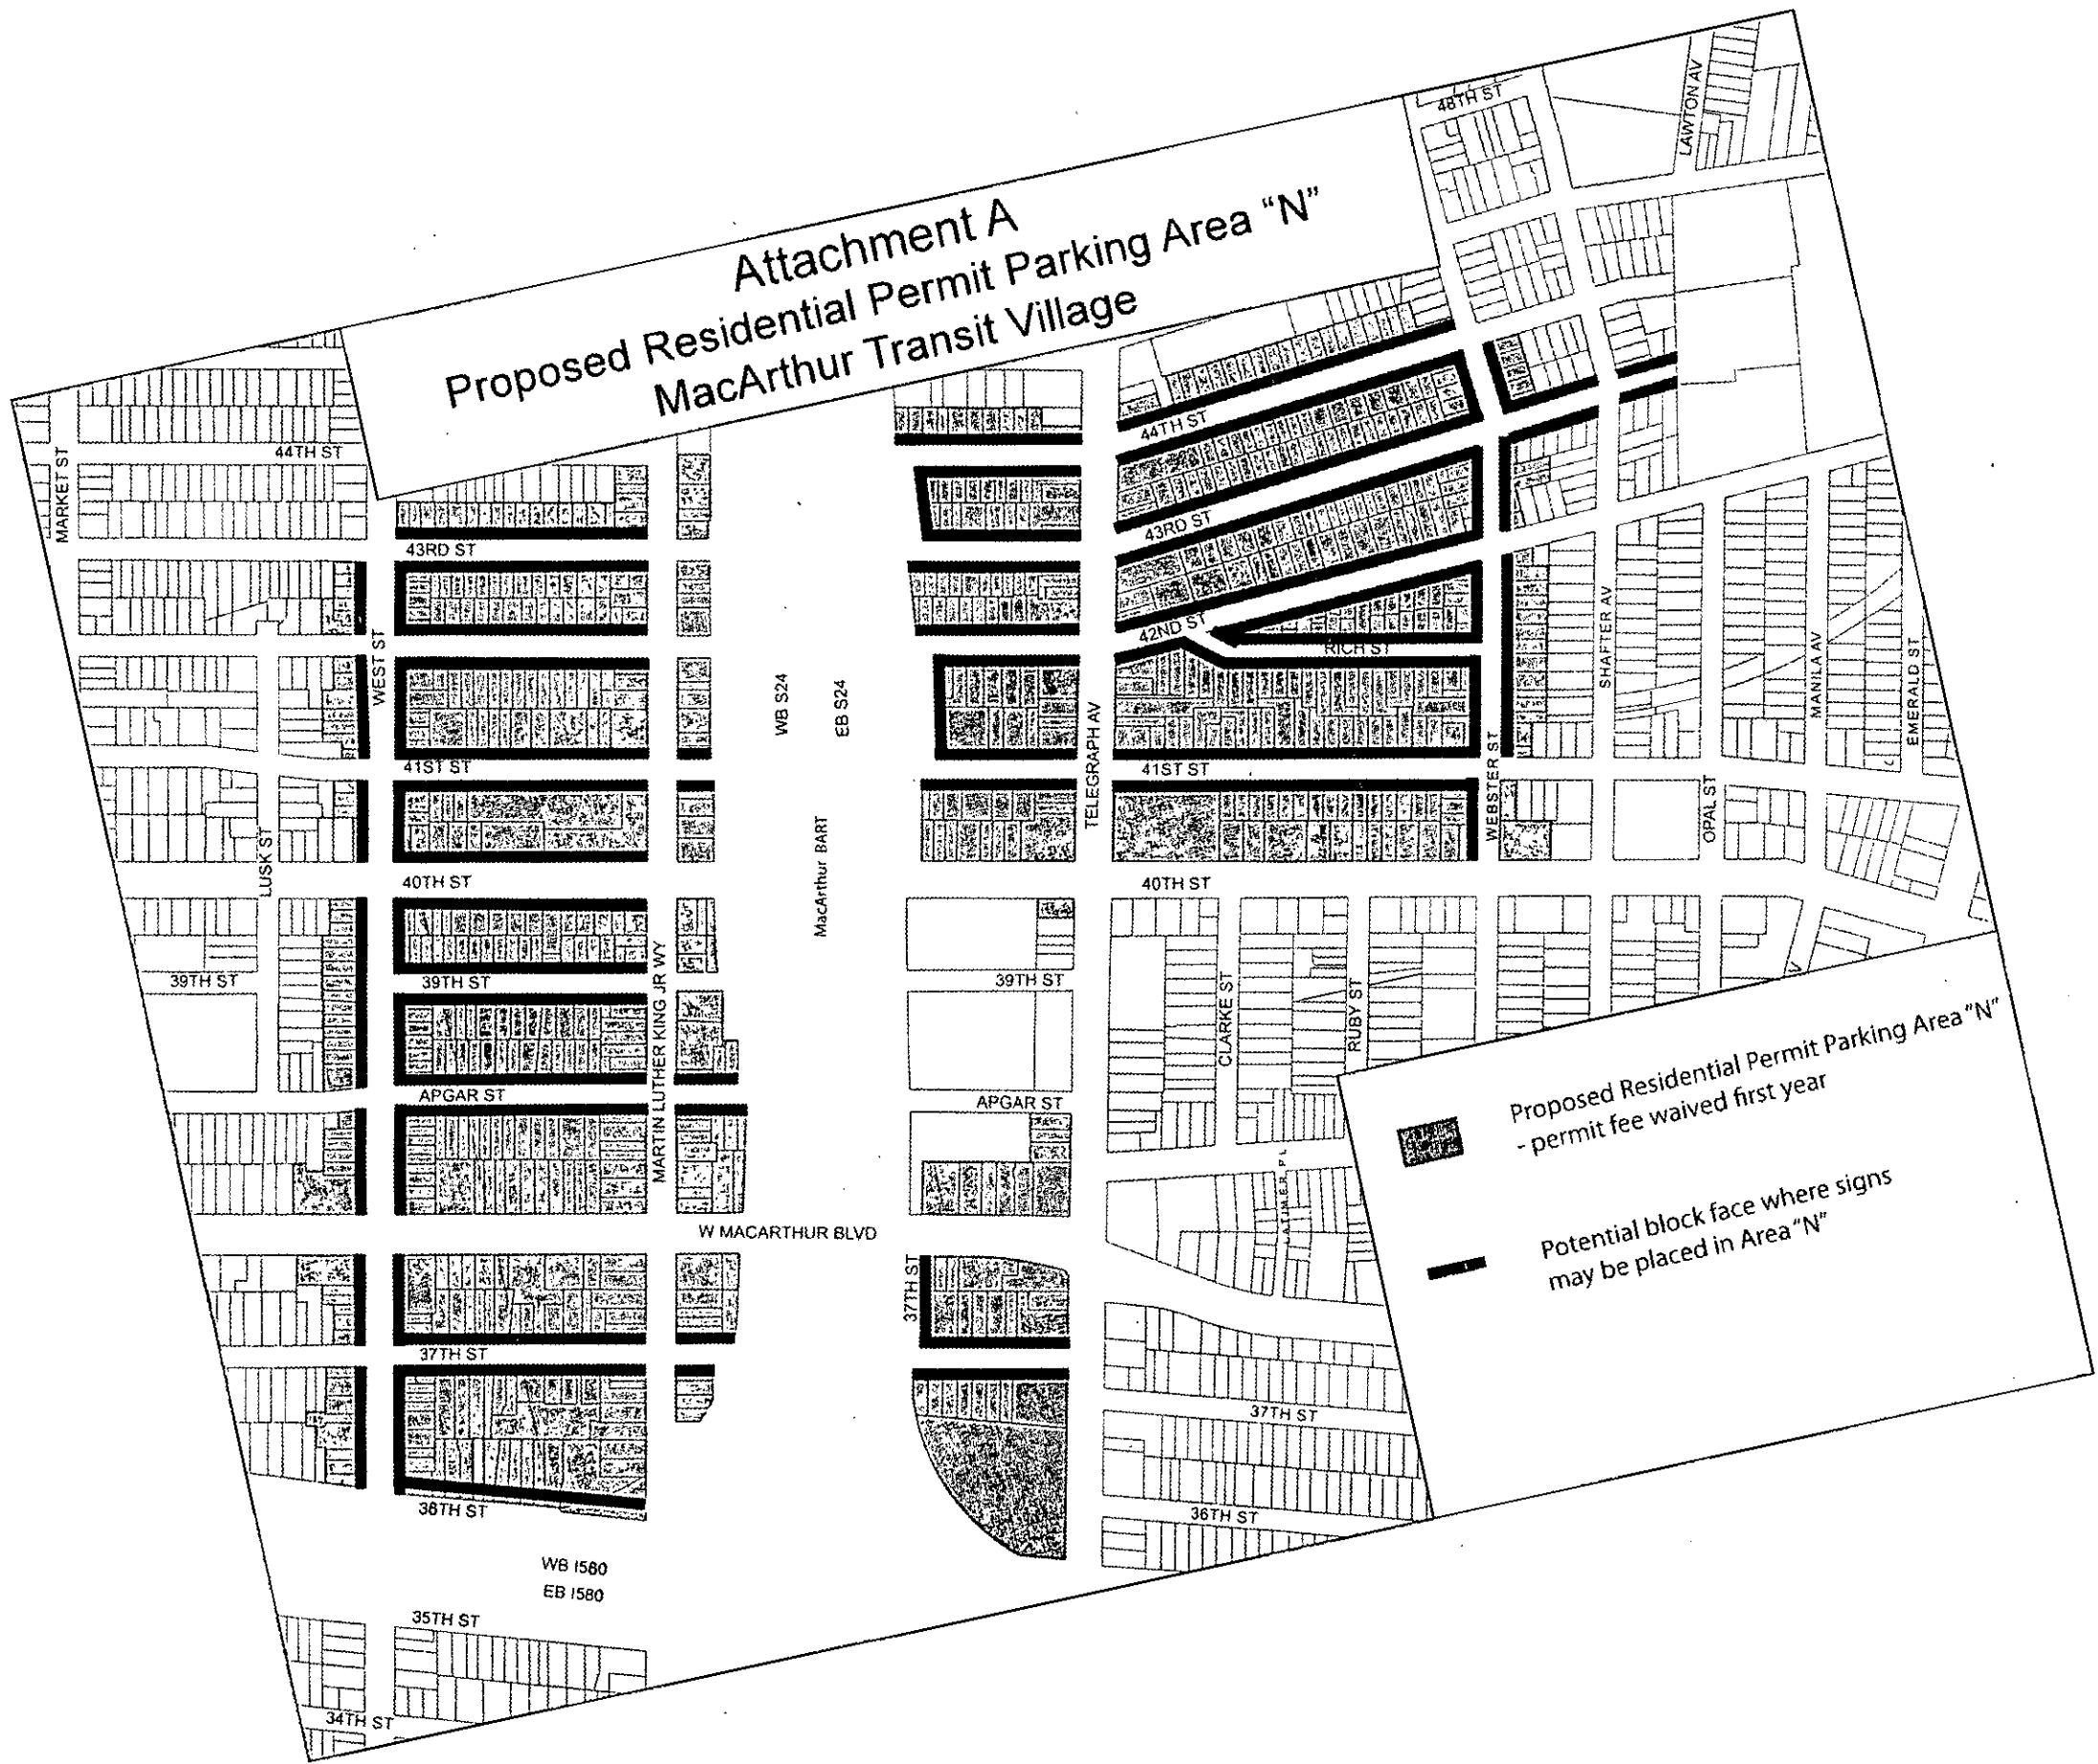 Attachment A
Proposed Residential Permit Parking Area “N”
MacArthur Transit Village
48TH ST
LAWTON AV
MARKET ST
44TH ST
44TH ST
43RD ST
43RD ST
WEST ST
42ND ST
RICH ST
SHAFTER AV
MANILA AV
EMERALD ST
WB S24
EB S24
TELEGRAPH AV
WEBSTER ST
41ST ST
41ST ST
OPAL ST
LUSK ST
MacArthur BART
40TH ST
40TH ST
39TH ST
39TH ST
39TH ST
MARTIN LUTHER KING JR WY
CLARKE ST
RUBY ST
V
APGAR ST
APGAR ST
LATIMER PL
W MACARTHUR BLVD
37TH ST
37TH ST
37TH ST
36TH ST
36TH ST
WB I580
EB I580
35TH ST
34TH ST
Proposed Residential Permit Parking Area “N”
- permit fee waived first year
Potential block face where signs
may be placed in Area “N”